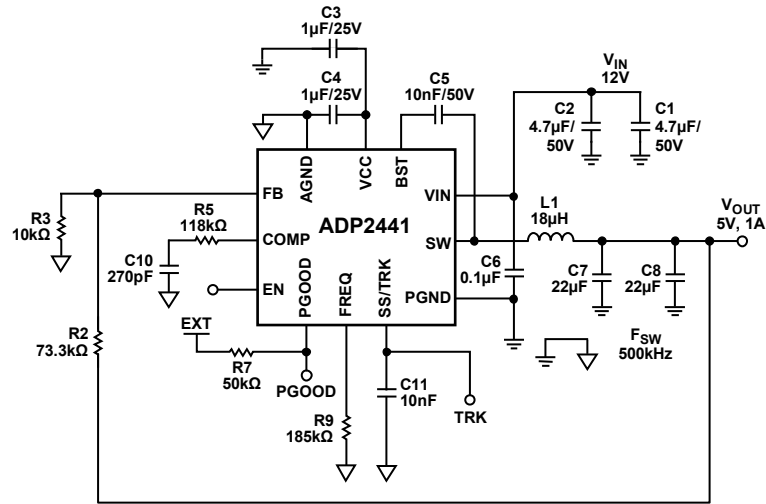 C3
1µF/25V
C4
1µF/25V
C5
10nF/50V
VIN
12V
C2
4.7µF/
50V
C1
4.7µF/
50V
AGND
VCC
BST
FB
VIN
ADP2441
R3
10kΩ
R5
118kΩ
COMP
SW
L1
18µH
VOUT
5V, 1A
C10
270pF
EN
PGOOD
FREQ
SS/TRK
PGND
C6
0.1µF
C7
22µF
C8
22µF
R2
73.3kΩ
EXT
R7
50kΩ
PGOOD
R9
185kΩ
C11
10nF
TRK
FSW
500kHz